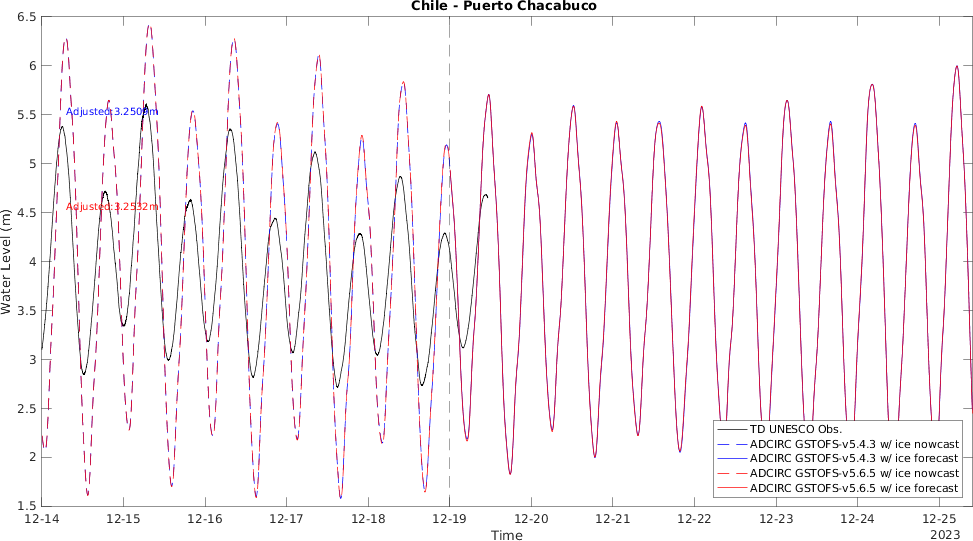 Chile - Puerto Chacabuco
6.5
6
5.5
5
4.5
4
3.5
3
2.5
2
1.5
Water Level (m)
Adjusted:3.2509m
Adjusted:3.2532m
TD UNESCO Obs.
ADCIRC GSTOFS-v5.4.3 w/ ice nowcast
ADCIRC GSTOFS-v5.4.3 w/ ice forecast
ADCIRC GSTOFS-v5.6.5 w/ ice nowcast
ADCIRC GSTOFS-v5.6.5 w/ ice forecast
12-14 12-15 12-16 12-17 12-18 12-19 12-20 12-21 12-22 12-23 12-24 12-25
Time
2023